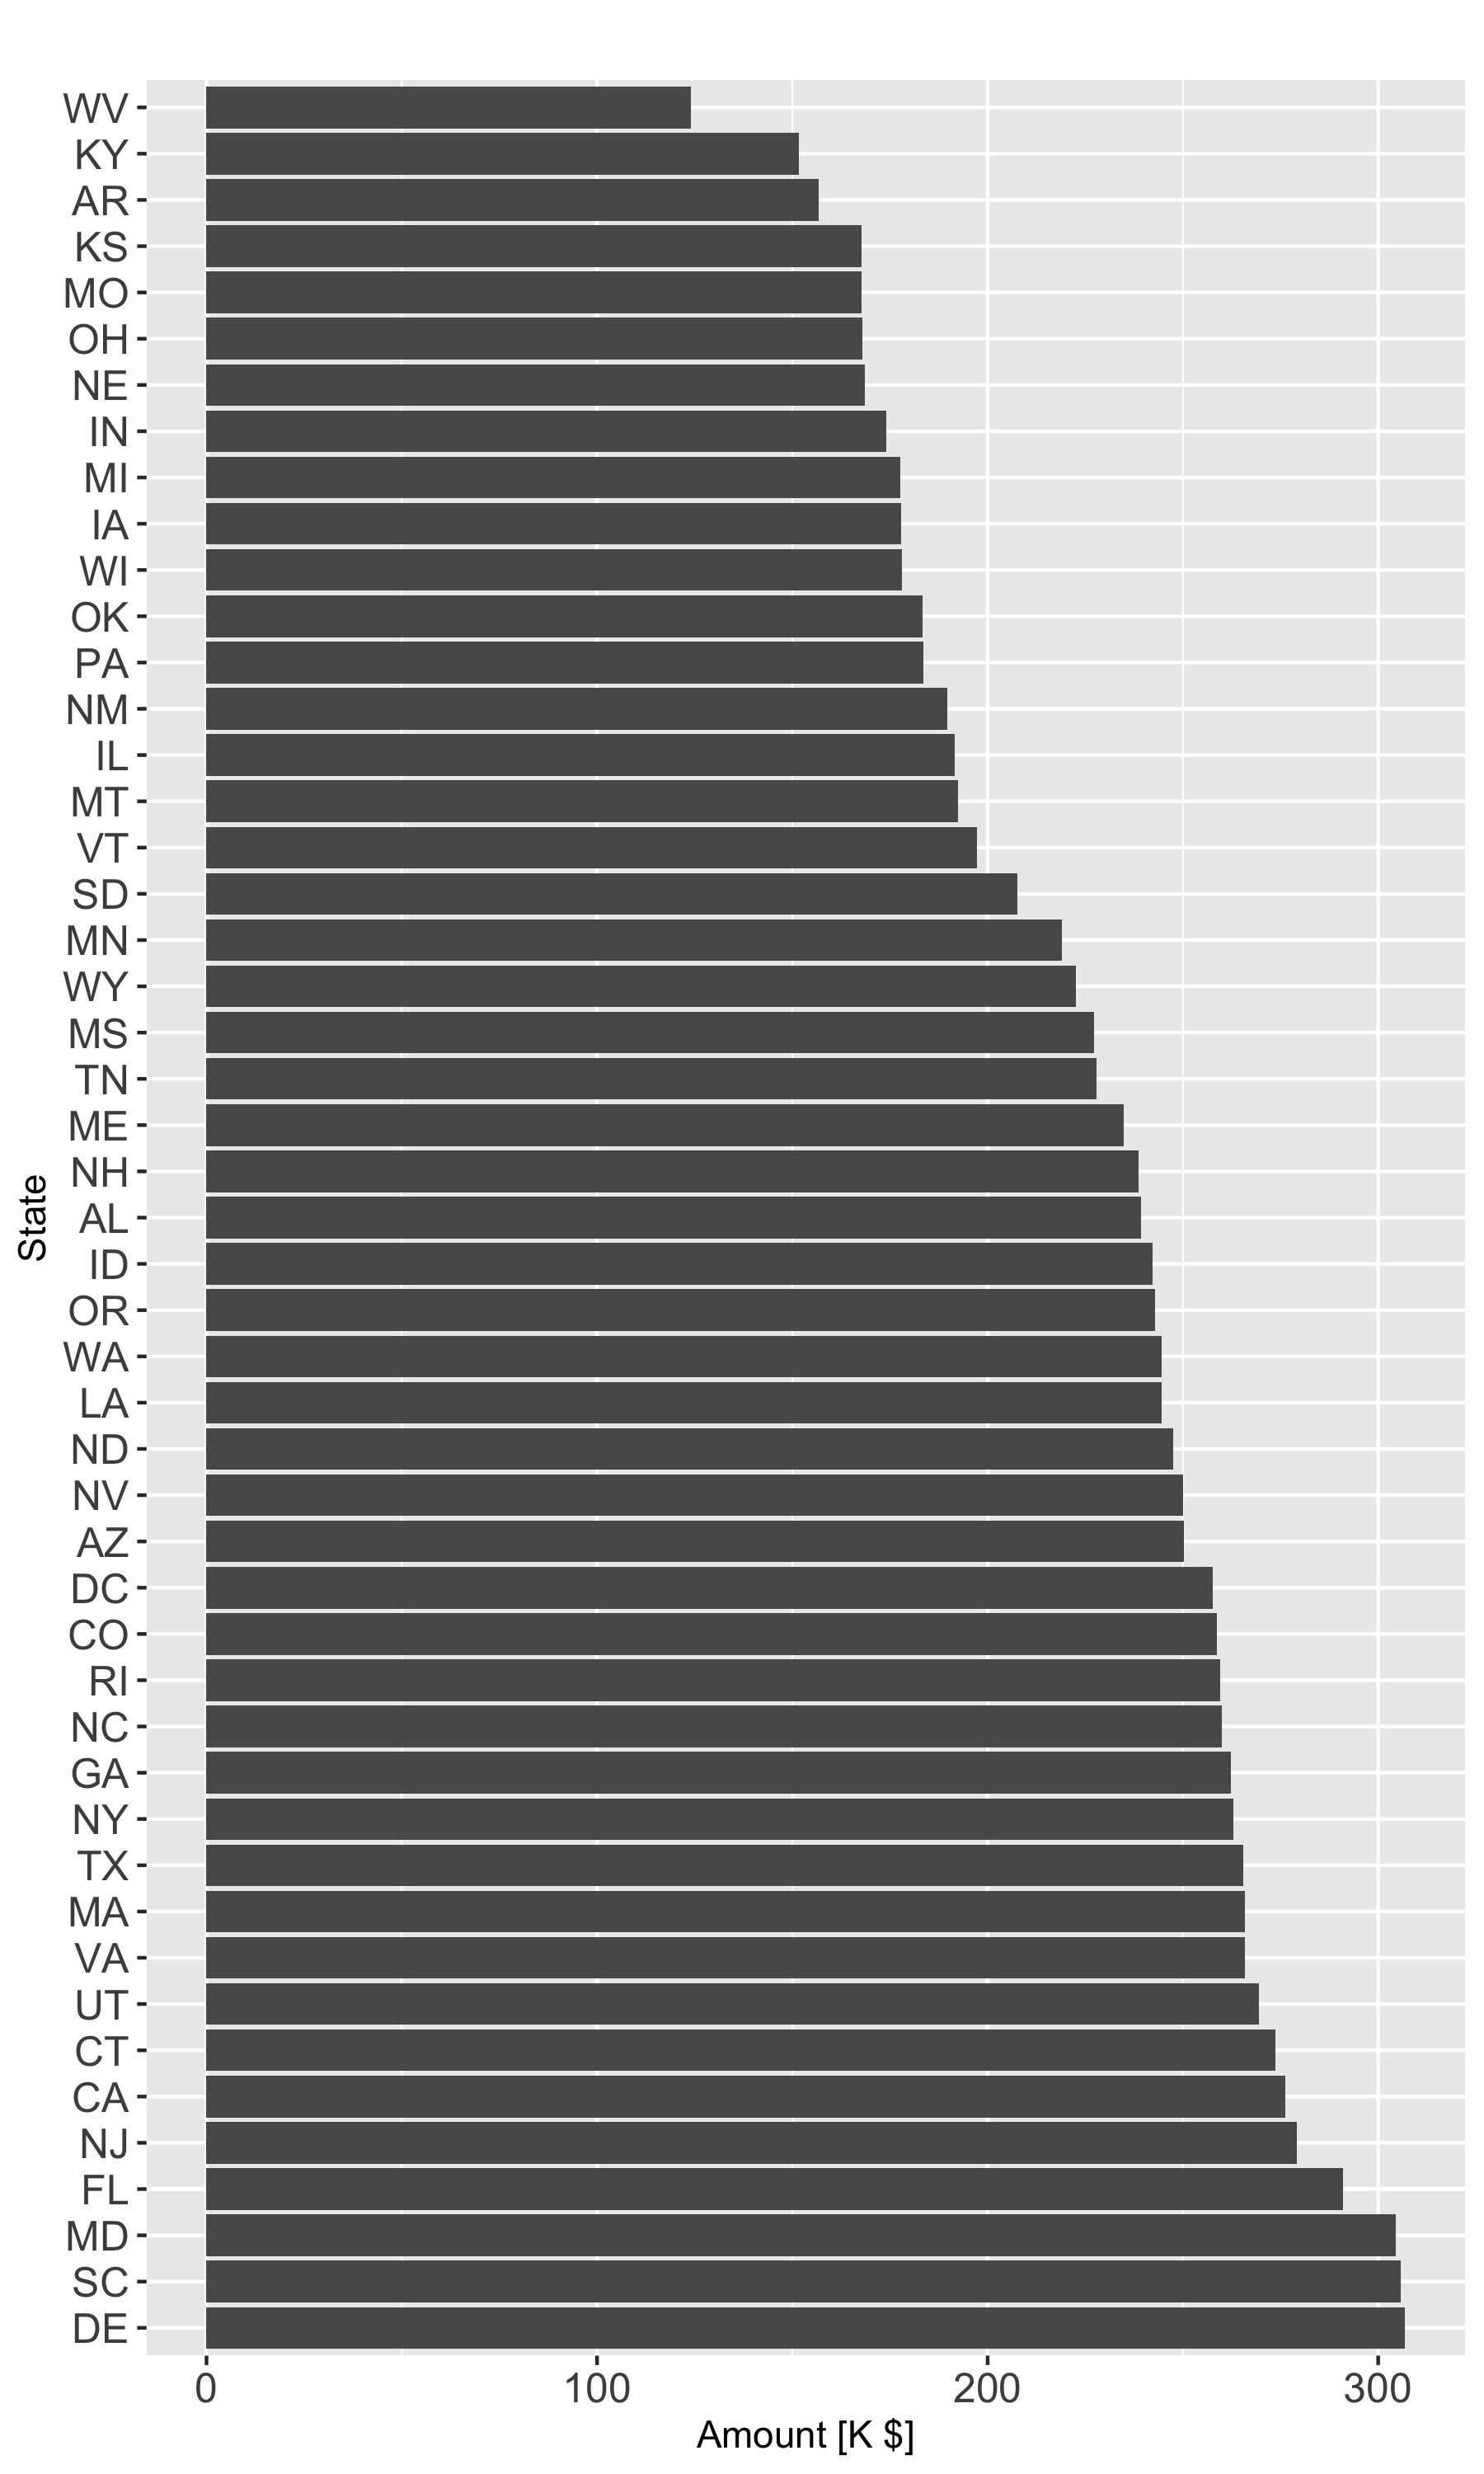 WV
KY
AR
KS
MO
OH
NE
IN
MI
IA
WI
OK
PA
NM
IL
MT
VT
SD
MN
WY
MS
TN
ME
NH
AL
ID
OR
WA
LA
ND
NV
AZ
DC
CO
RI
NC
GA
NY
TX
MA
VA
UT
CT
CA
NJ
FL
MD
SC
DE
State
0 100 200 300
Amount [K $]